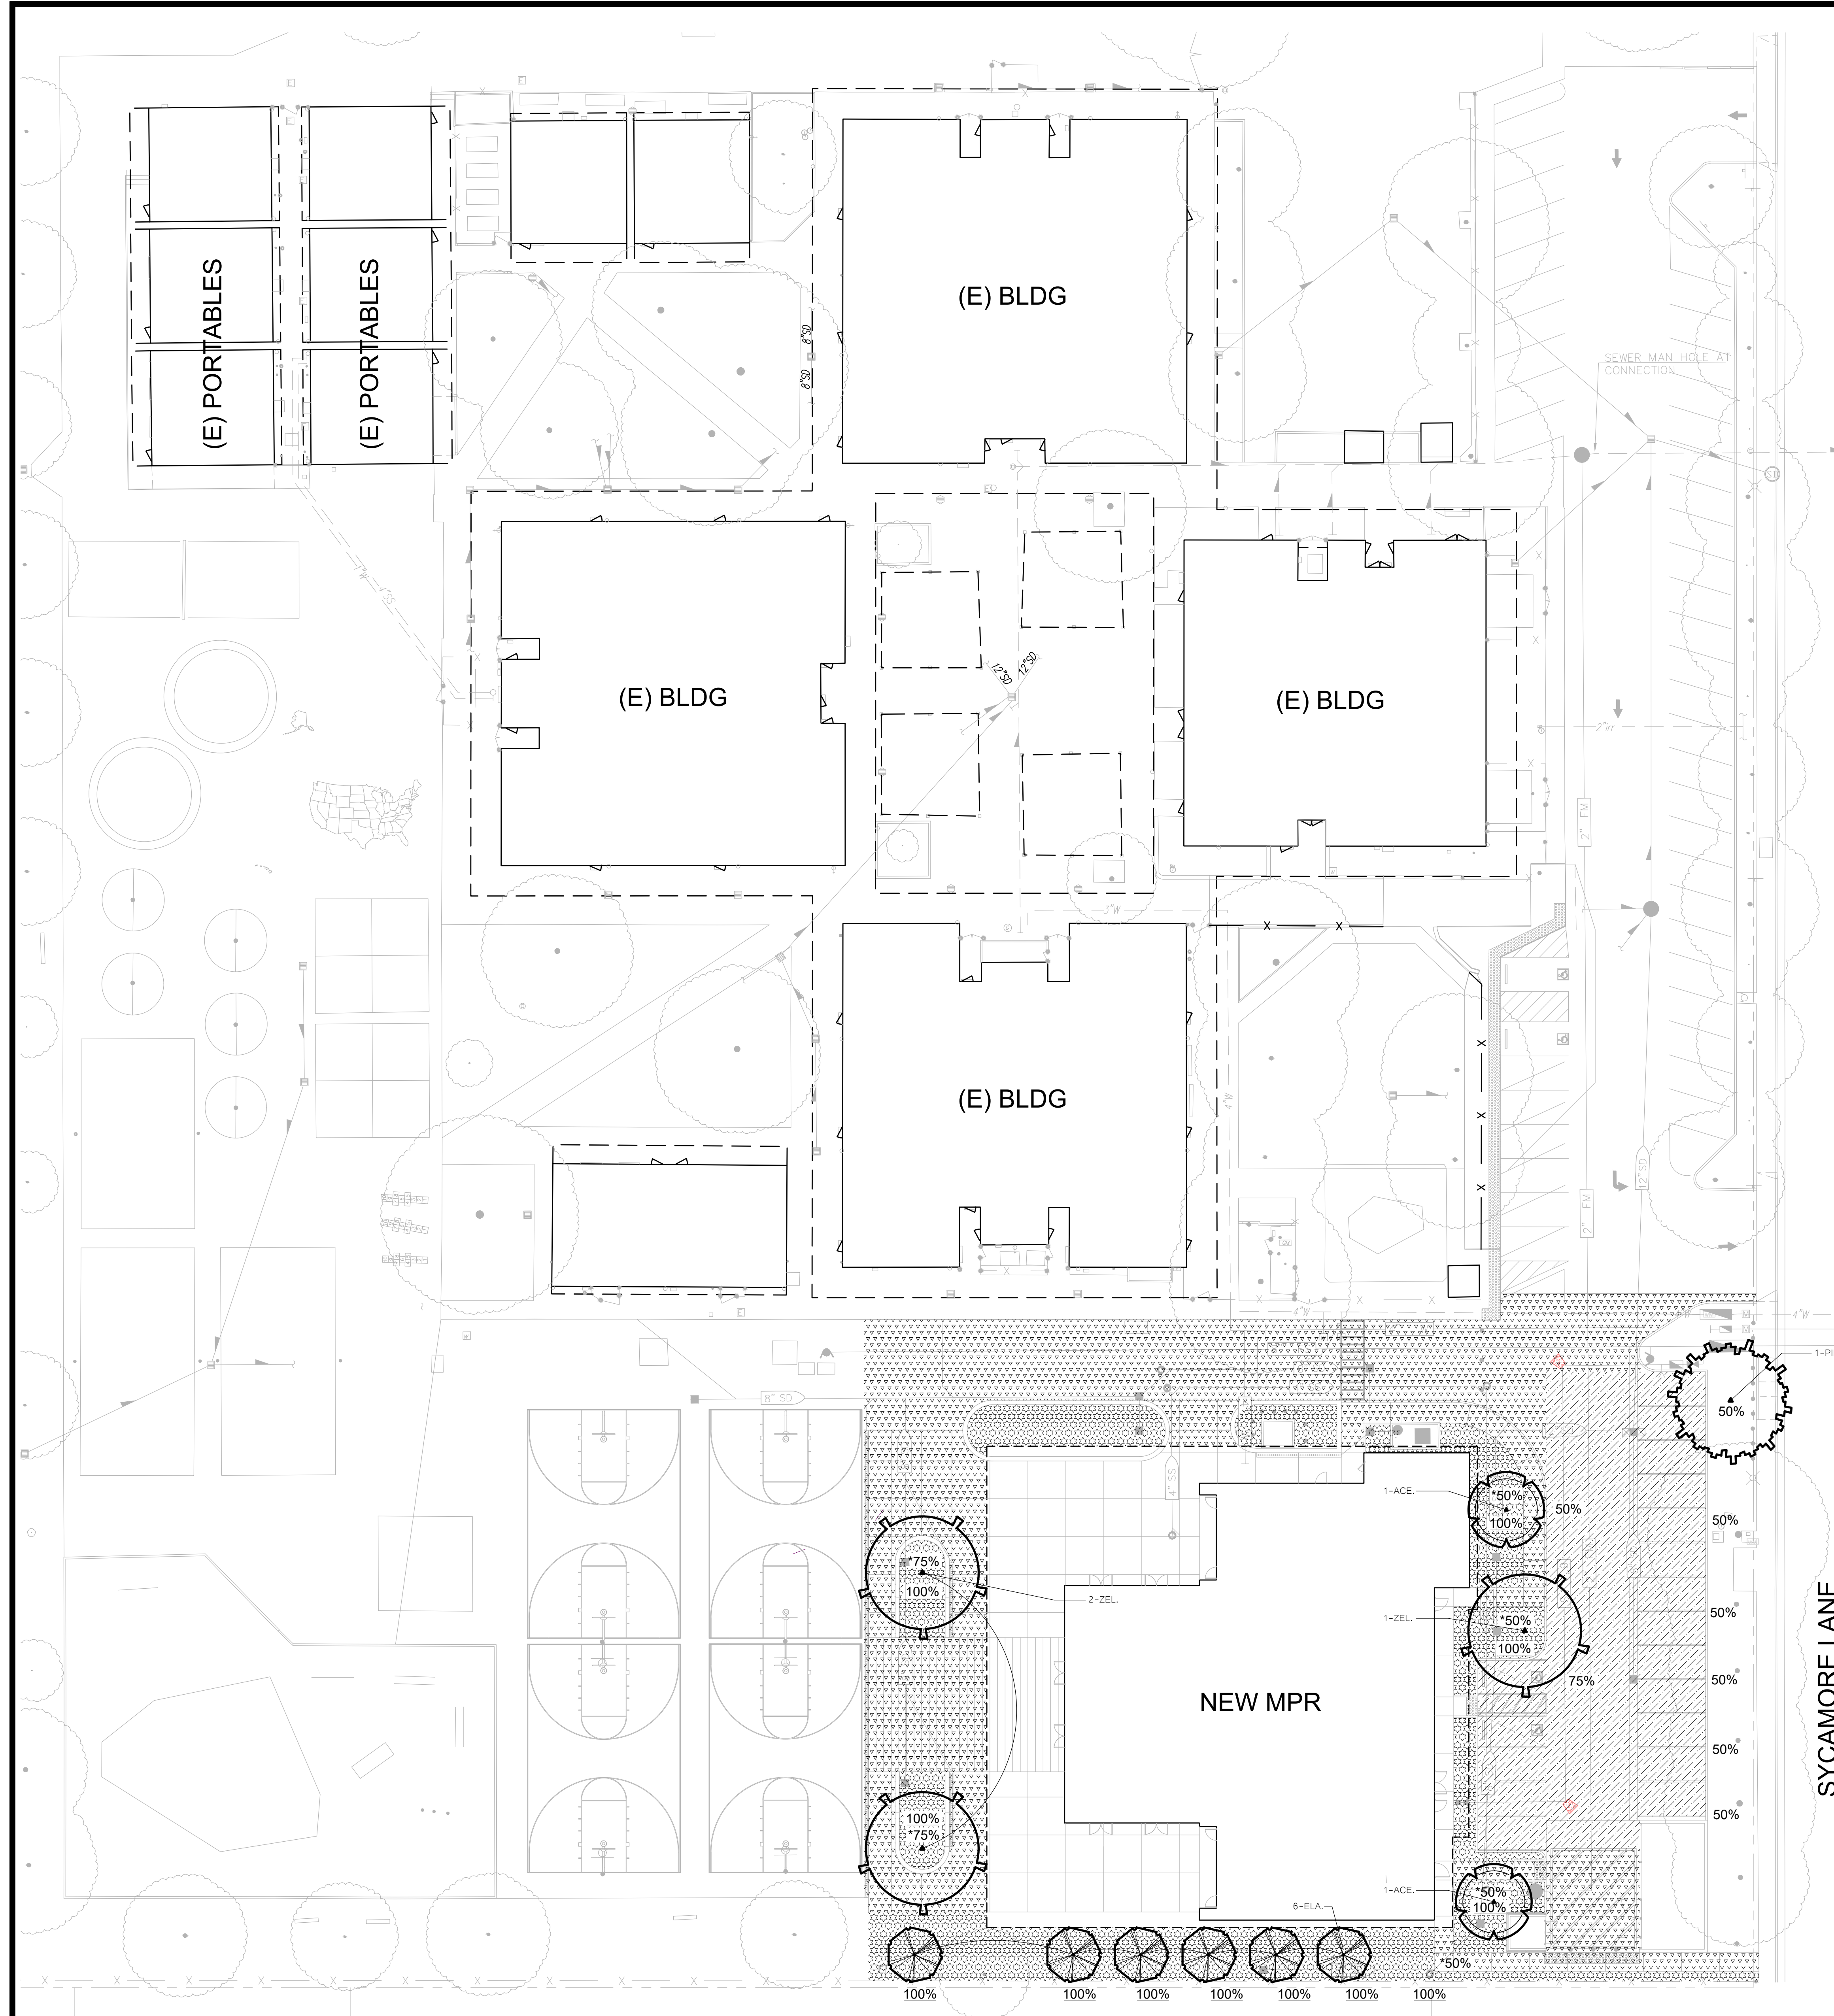 (E) PORTABLES
(E) PORTABLES
(E) BLDG
8"SD
8"SD
SEWER MAN HOLE AT
CONNECTION
ED
1"W
4"SS
12"SD
12"SD
(E) BLDG
(E) BLDG
2"W
2" FM
3"W
4"W
(E) BLDG
12"SD
2" FM
4"W
4"W
1-PI
50%
8" SD
4" SS
1-ACE.
*50%
100%
50%
50%
*75%
100%
2-ZEL.
1-ZEL.
*50%
100%
75%
50%
50%
NEW MPR
SYCAMORE LANE
50%
50%
100%
*75%
1-ACE.
*50%
100%
6-ELA.
*50%
100%
100%
100%
100%
100%
100%
100%